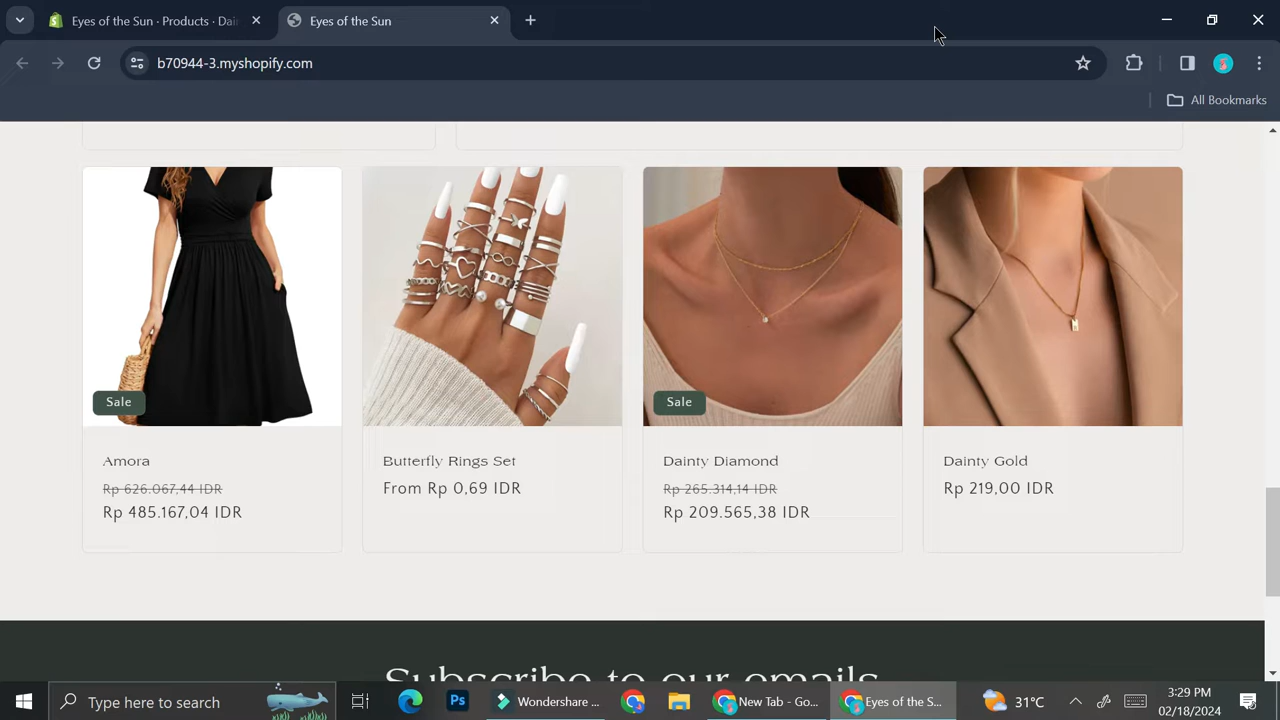 Eyes of the Sun · Products · Dai
Eyes of the Sun
b70944-3.myshopify.com
All Bookmarks
Sale
Sale
Amora
Butterfly Rings Set
Dainty Diamond
Dainty Gold
Rp 626.067,44 IDR
From Rp 0,69 IDR
Rp 265.314,14 IDR
Rp 219,00 IDR
Rp 485.167,04 IDR
Rp 209.565,38 IDR
Subscribe to our emails
Type here to search
Ps
Wondershare ...
New Tab - Go...
Eyes of the S...
31°C
3:29 PM
02/18/2024